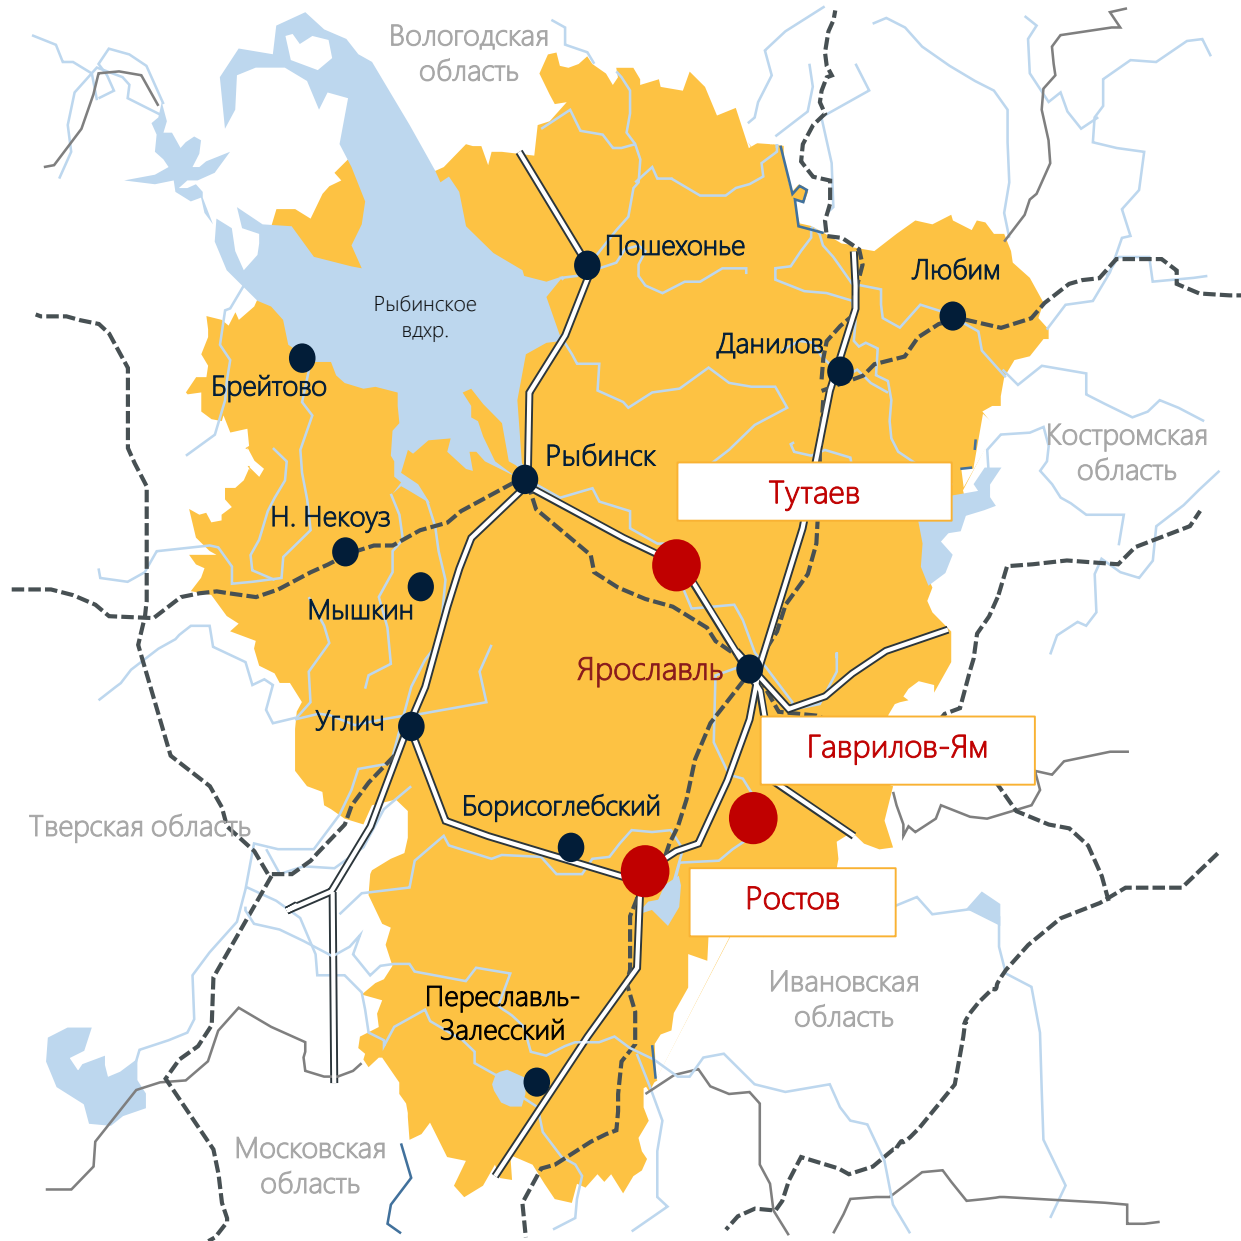 Вологодская
область
Пошехонье
Любим
Рыбинское
вдхр.
Данилов
Брейтово
Костромская
область
Рыбинск
Тутаев
Н. Некоуз
Мышкин
Ярославль
Углич
Гаврилов-Ям
Борисоглебский
Тверская область
Ростов
Ивановская
область
Переславль-
Залесский
Московская
область